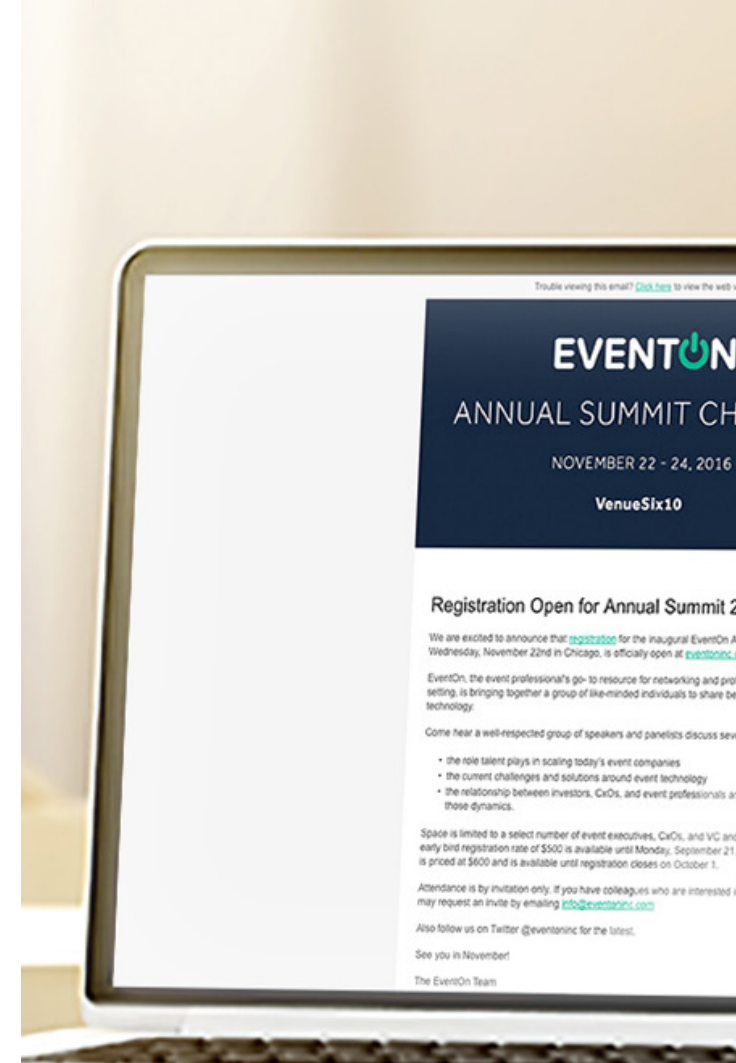 Trouble viewing this email? Click here to view the web v
EVENTON
ANNUAL SUMMIT CH
NOVEMBER 22 - 24, 2016
VenueSix10
Registration Open for Annual Summit 2
We are excited to announce that registration for the inaugural EventOn A
Wednesday, November 22nd in Chicago, is officially open at eventoninc.
EventOn, the event professional's go- to resource for networking and pro
setting, is bringing together a group of like-minded individuals to share be
technology.
Come hear a well-respected group of speakers and panelists discuss sev
• the role talent plays in scaling today's event companies
• the current challenges and solutions around event technology
• the relationship between investors, CxOs, and event professionals a
those dynamics.
Space is limited to a select number of event executives, CxOs, and VC an
early bird registration rate of $500 is available until Monday, September 21
is priced at $600 and is available until registration closes on October 1.
Attendance is by invitation only. If you have colleagues who are interested
may request an invite by emailing info@eventoninc.com
Also follow us on Twitter @eventoninc for the latest.
See you in November!
The EventOn Team